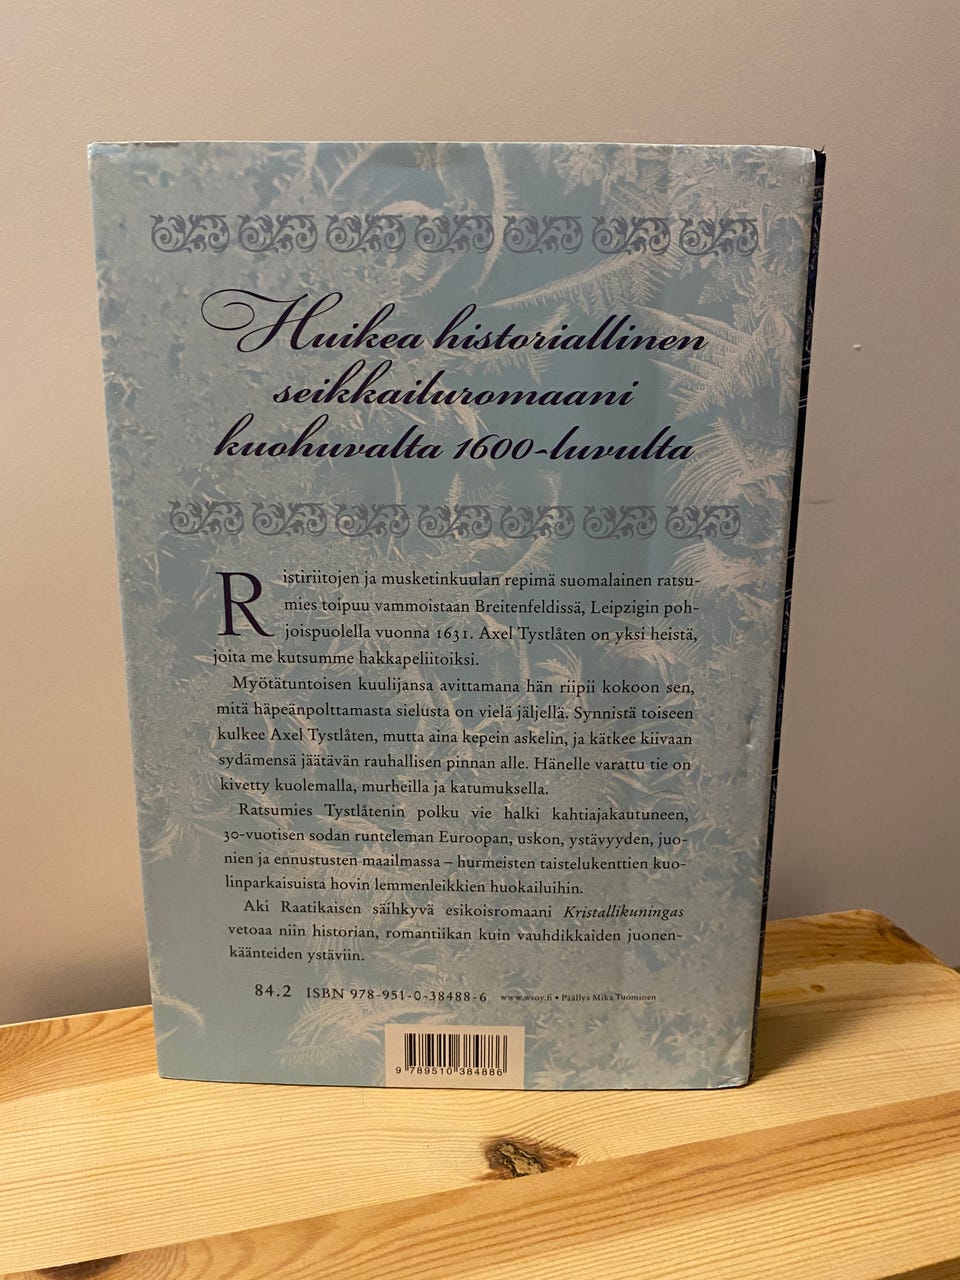 Huikea historiallinen
seikkailuromaani
kuohuvalta 1600-luvulta
Ristiriitojen ja musketinkuulan repimä suomalainen ratsu-
mies toipuu vammoistaan Breitenfeldissä, Leipzigin poh-
joispuolella vuonna 1631. Axel Tystlåten on yksi heistä,
joita me kutsumme hakkapeliitoiksi.
Myötätuntoisen kuulijansa avittamana hän riipii kokoon sen,
mitä häpeänpolttamasta sielusta on vielä jäljellä. Synnistä toiseen
kulkee Axel Tystlåten, mutta aina kepein askelin, ja kätkee kiivaan
sydämensä jäätävän rauhallisen pinnan alle. Hänelle varattu tie on
kivetty kuolemalla, murheilla ja katumuksella.
Ratsumies Tystlåtenin polku vie halki kahtiajakautuneen,
30-vuotisen sodan runteleman Euroopan, uskon, ystävyyden, juo-
nien ja ennustusten maailmassa – hurmeisten taistelukenttien kuo-
linparkaisuista hovin lemmenleikkien huokailuihin.
Aki Raatikaisen säihkyvä esikoisromaani Kristallikuningas
vetoaa niin historian, romantiikan kuin vauhdikkaiden juonen-
käänteiden ystäviin.
84.2 ISBN 978-951-0-38488-6 www.wsoy.fi • Päällys Mika Tuominen
9 789510 384886